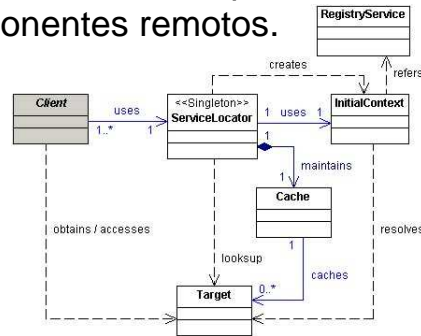 onentes remotos.
RegistryService
creates
refers
Client
uses
1..*
1
<<Singleton>>
ServiceLocator
1 uses 1
InitialContext
1
maintains
1
Cache
obtains / accesses
resolves
1
looksup
caches
0..*
Target